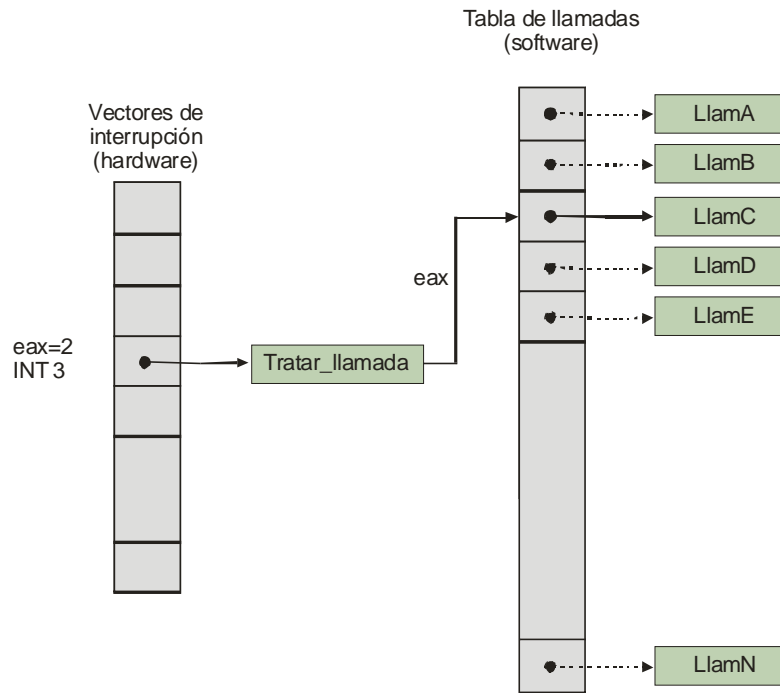 Tabla de llamadas
(software)
Vectores de
interrupción
(hardware)
LlamA
LlamB
LlamC
LlamD
LlamE
eax
eax=2
INT 3
Tratar_llamada
LlamN